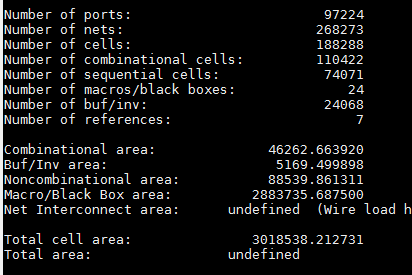 Number of ports: 97224
Number of nets: 268273
Number of cells: 188288
Number of combinational cells: 110422
Number of sequential cells: 74071
Number of macros/black boxes: 24
Number of buf/inv: 24068
Number of references: 7
Combinational area: 46262.663920
Buf/Inv area: 5169.499898
Noncombinational area: 88539.861311
Macro/Black Box area: 2883735.687500
Net Interconnect area: undefined (Wire load h
Total cell area: 3018538.212731
Total area: undefined